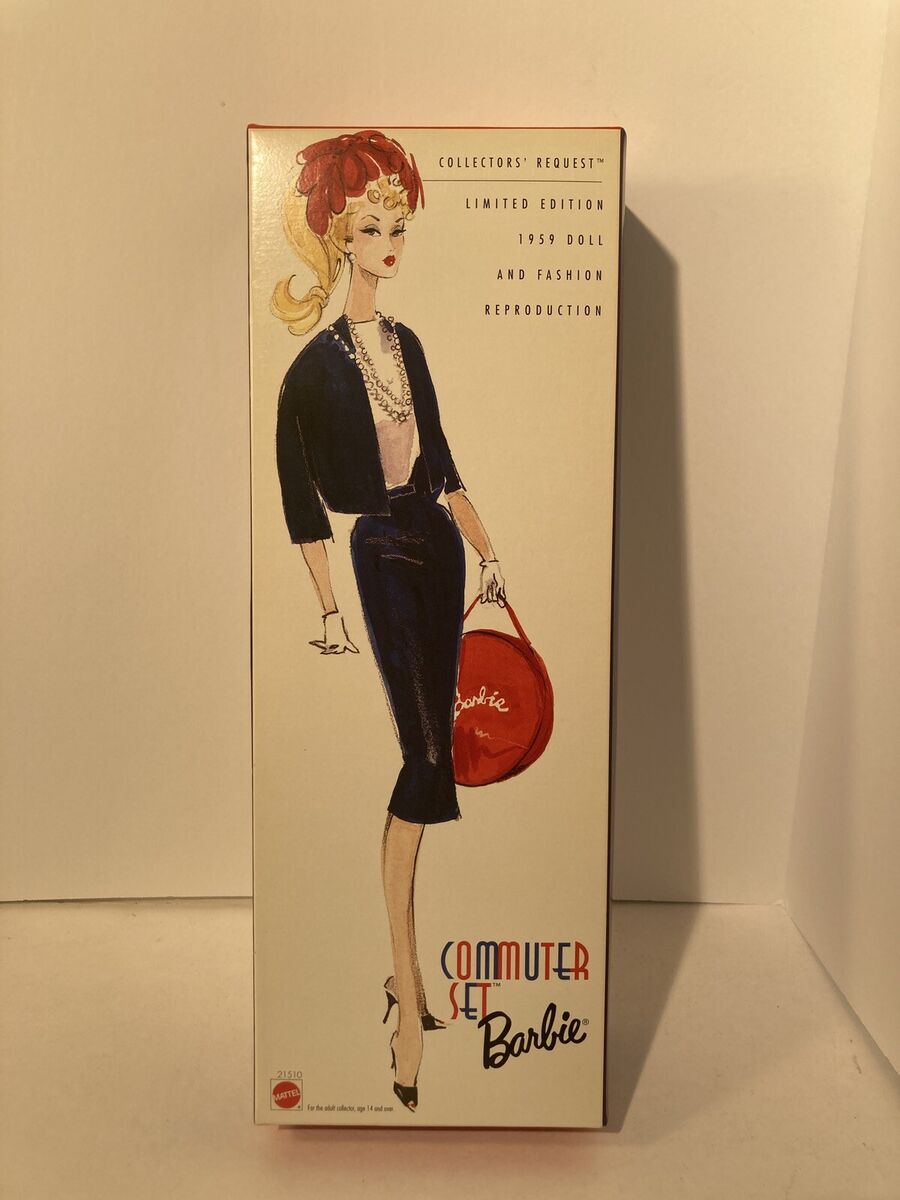 COLLECTORS' REQUEST™
LIMITED EDITION
1959 DOLL
AND FASHION
REPRODUCTION
Barbie
COMMUTER
SET™
Barbie®
21510
MATTEL
For the adult collector, age 14 and over